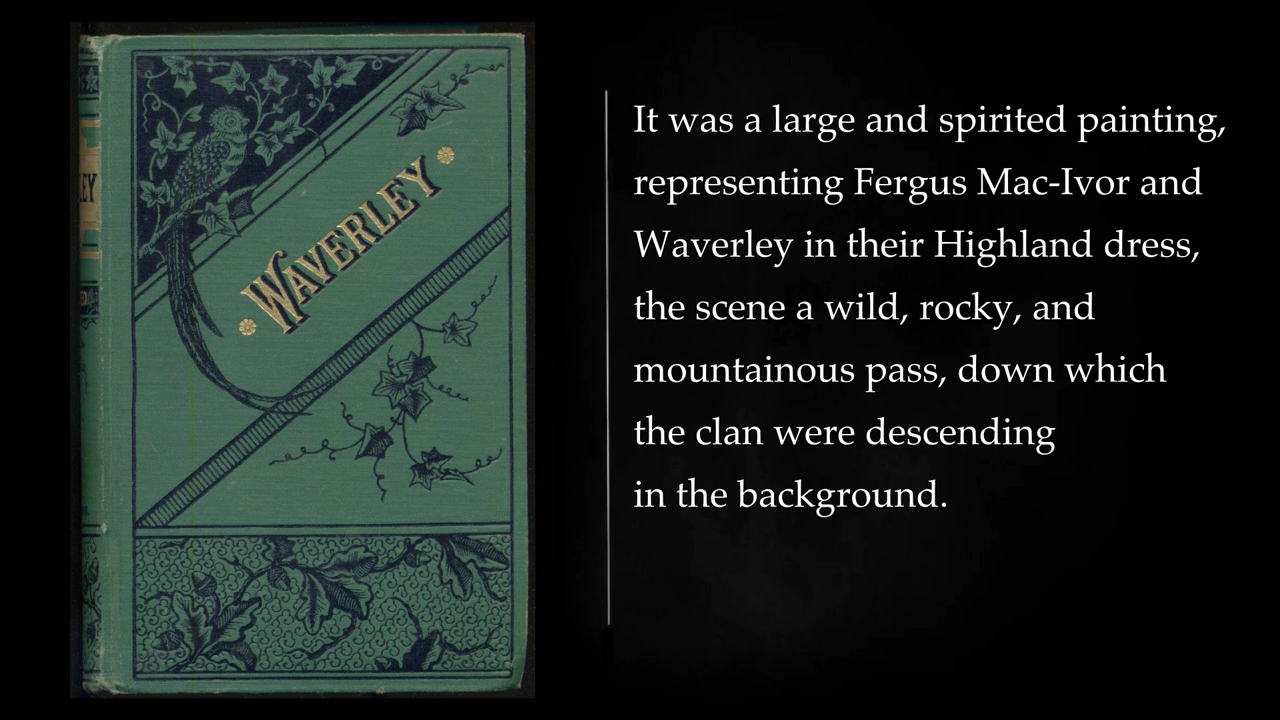 WAVERLEY
EY
It was a large and spirited painting,
representing Fergus Mac-Ivor and
Waverley in their Highland dress,
the scene a wild, rocky, and
mountainous pass, down which
the clan were descending
in the background.